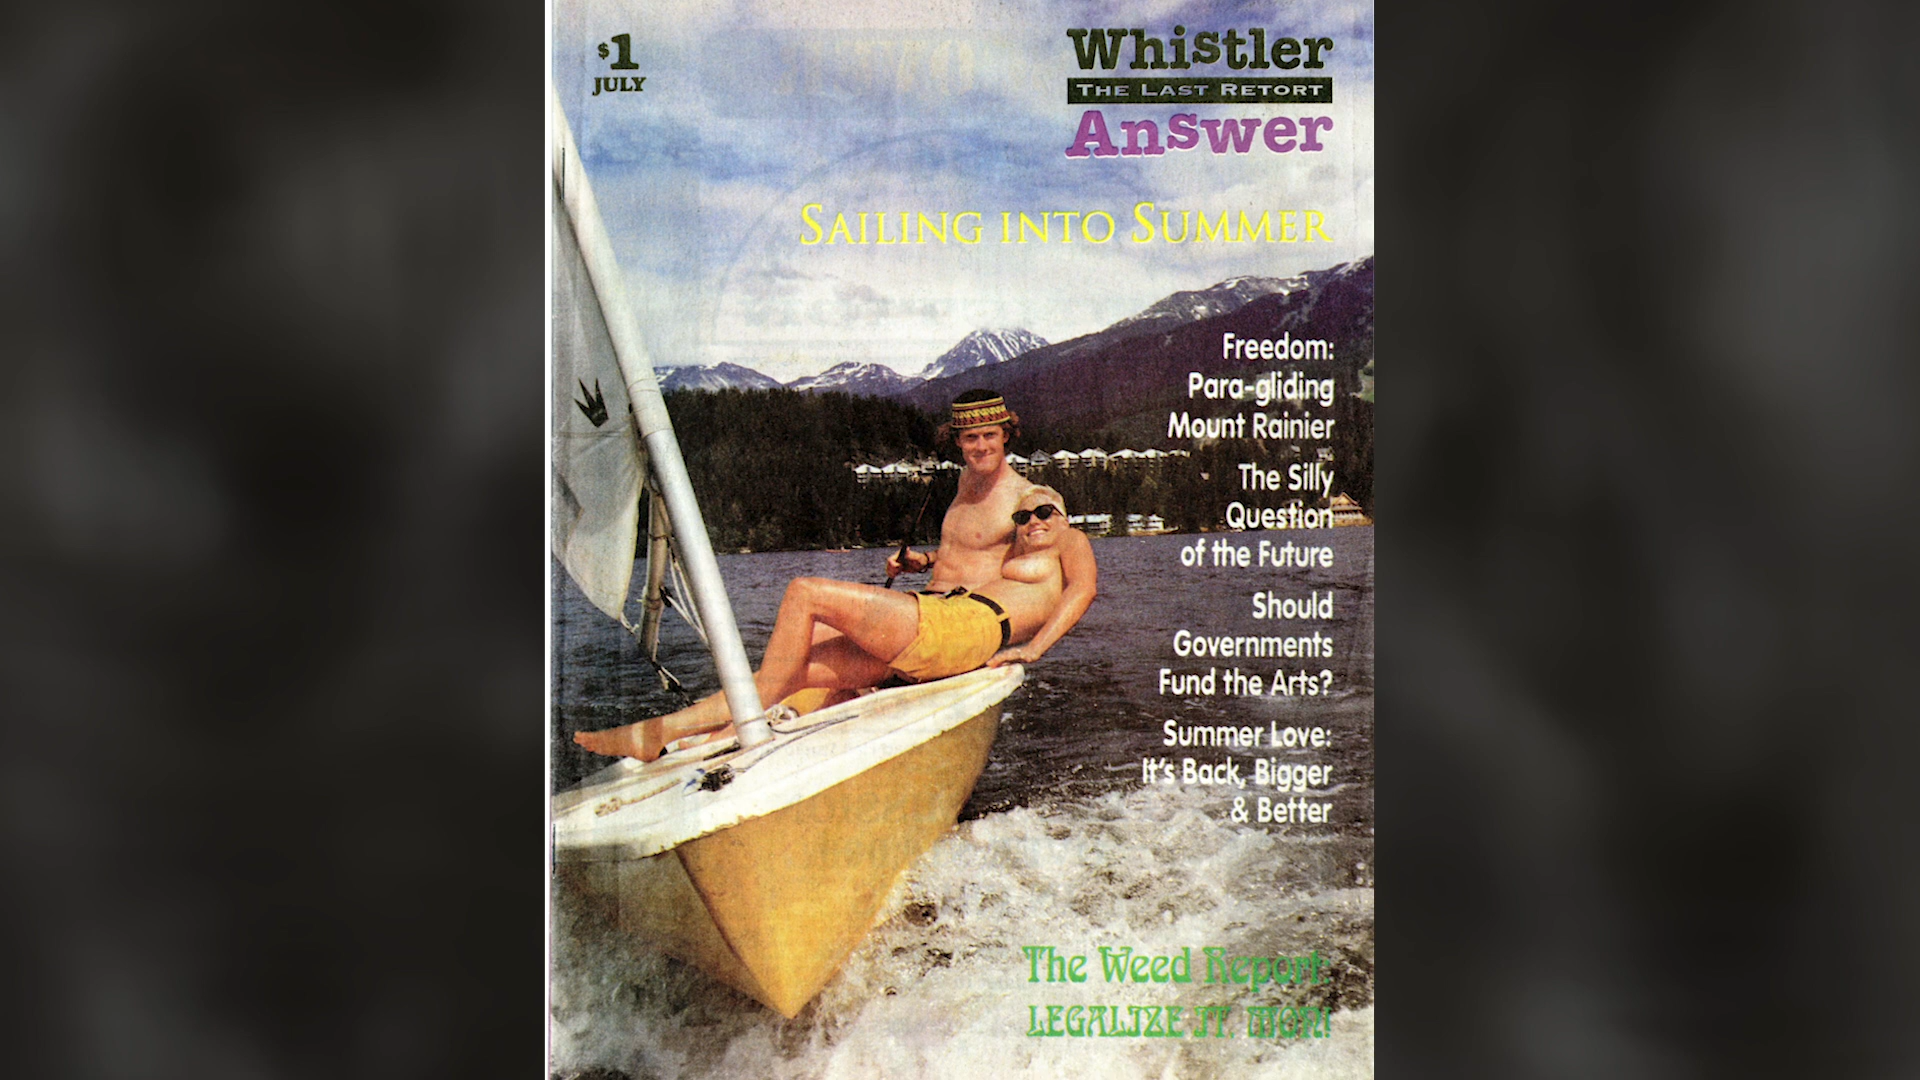 $1
JULY
Whistler
THE LAST RETORT
Answer
SAILING INTO SUMMER
Freedom:
Para-gliding
Mount Rainier
The Silly
Question
of the Future
Should
Governments
Fund the Arts?
Summer Love:
It's Back, Bigger
& Better
The Weed Report:
LEGALIZE IT, MON!